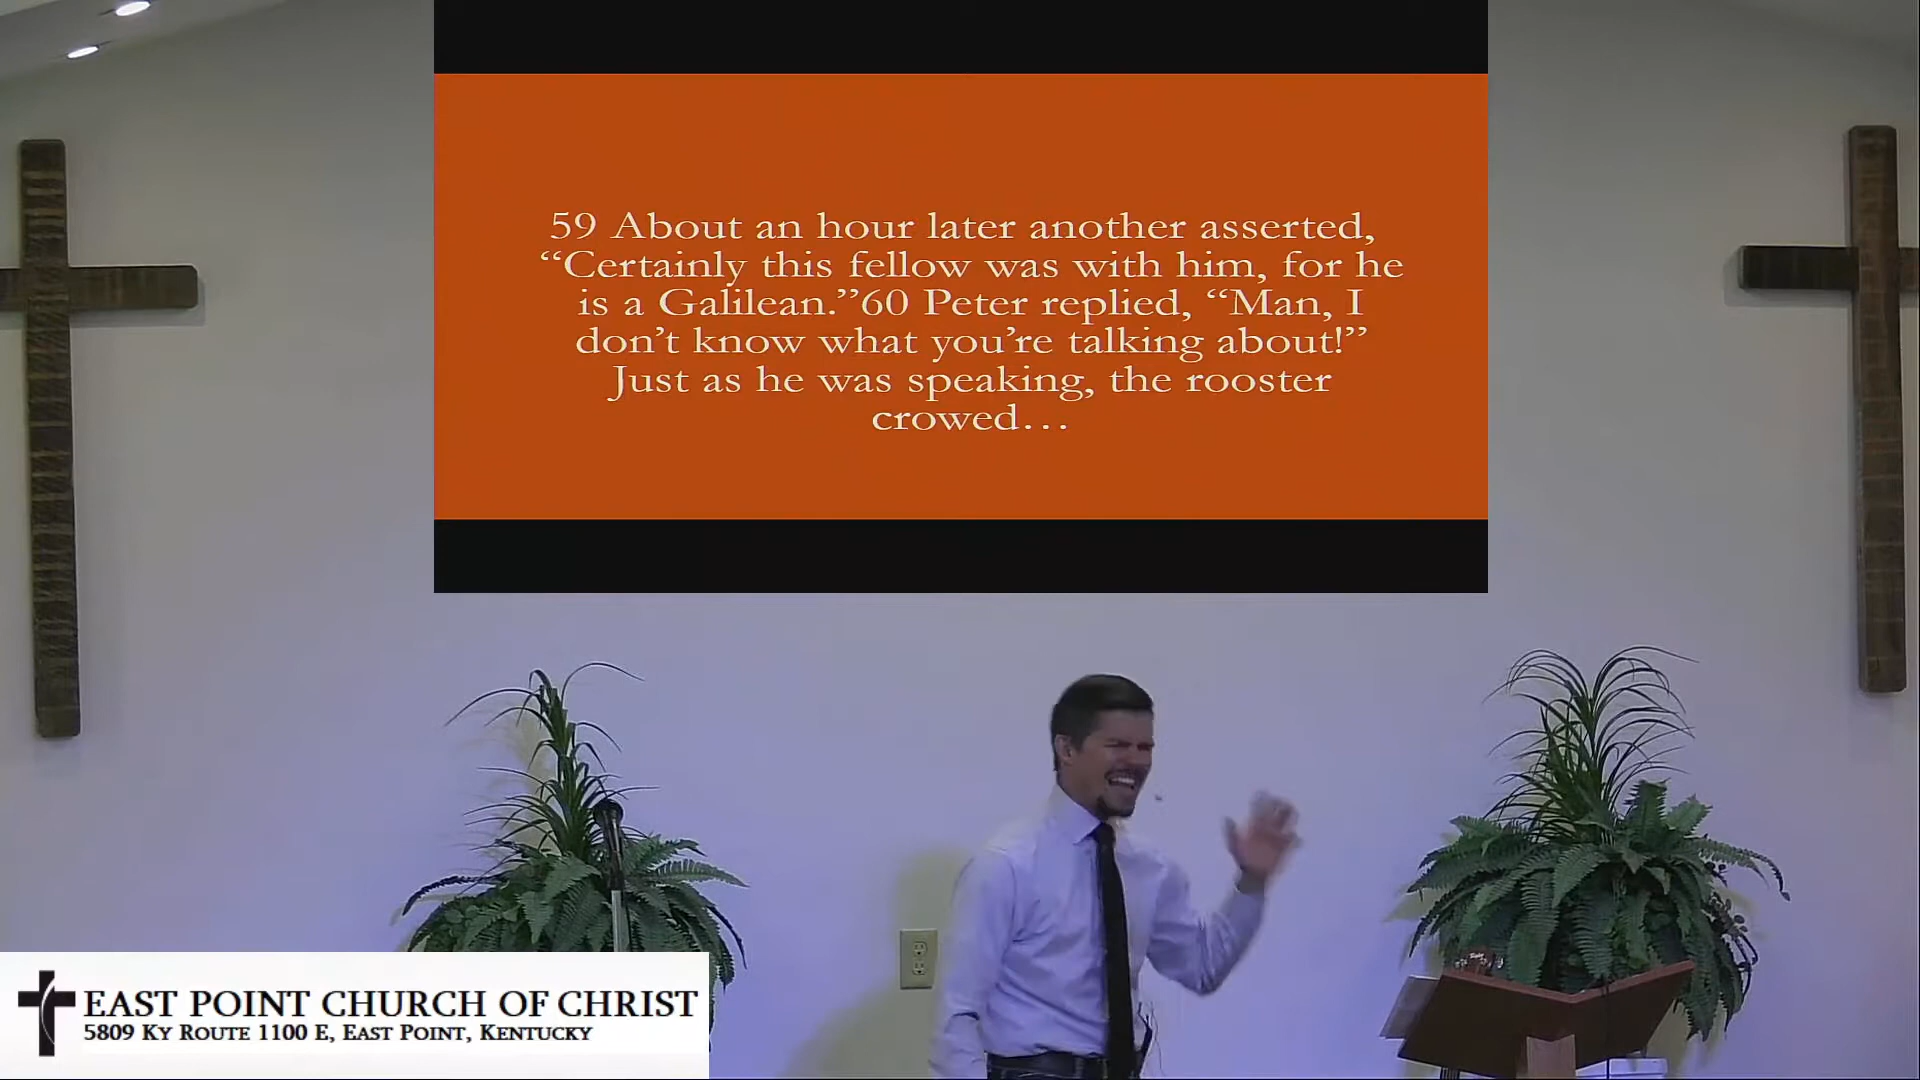 59 About an hour later another asserted,
“Certainly this fellow was with him, for he
is a Galilean.”60 Peter replied, “Man, I
don’t know what you’re talking about!”
Just as he was speaking, the rooster
crowed…
EAST POINT CHURCH OF CHRIST
5809 KY ROUTE 1100 E, EAST POINT, KENTUCKY